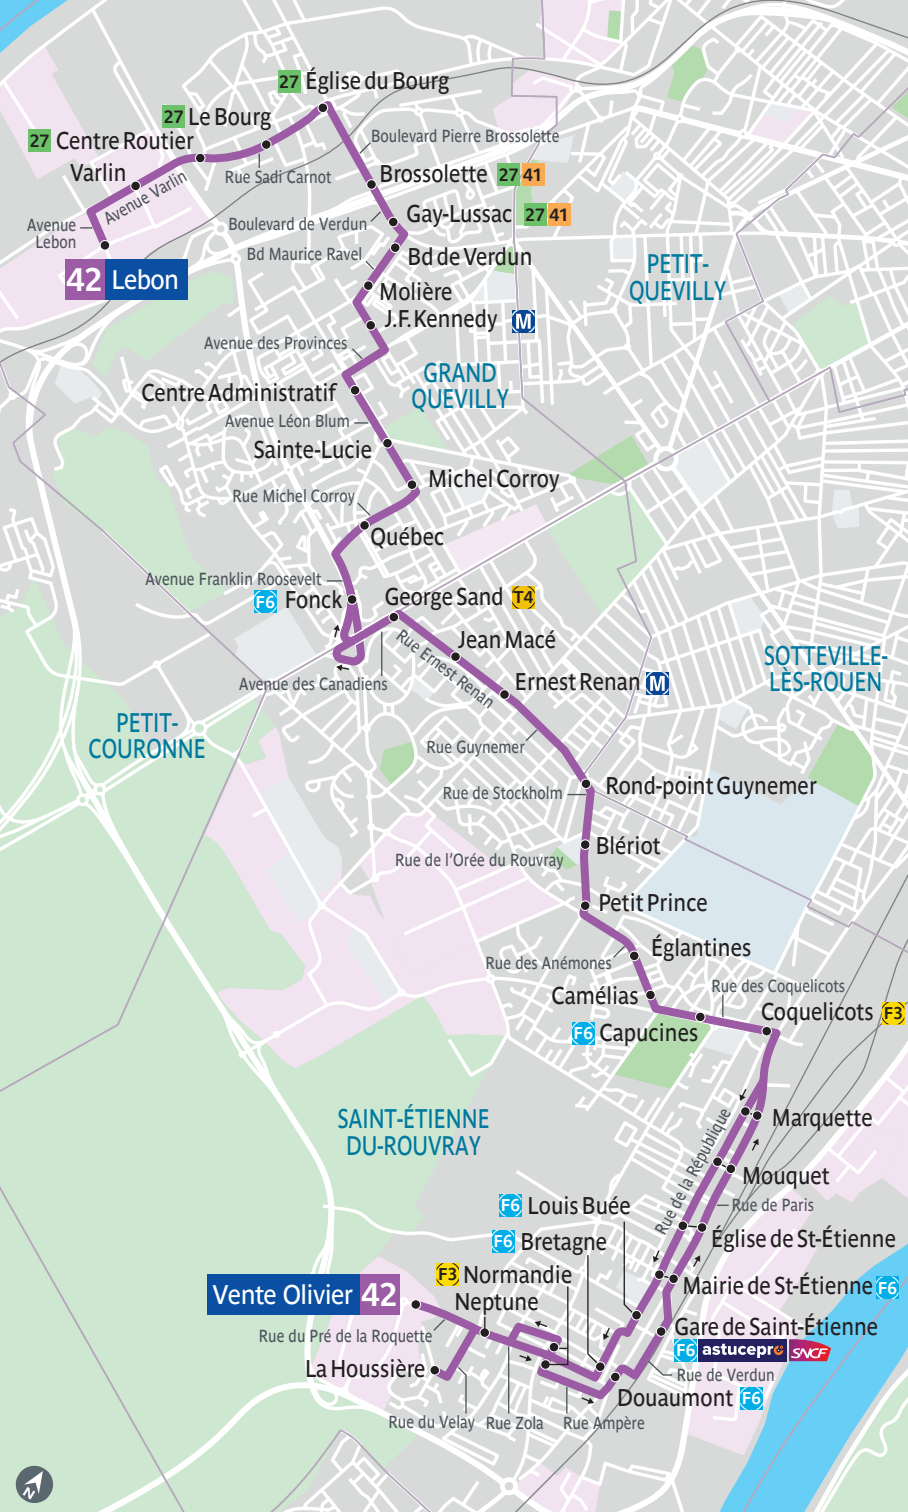 27 Église du Bourg
27 Le Bourg
27 Centre Routier
Boulevard Pierre Brossolette
Varlin
Rue Sadi Carnot
Brossolette 27 41
Avenue Varlin
Boulevard de Verdun
Gay-Lussac 27 41
Avenue
Lebon
Bd Maurice Ravel
Bd de Verdun
42 Lebon
PETIT-
QUEVILLY
Molière
J.F. Kennedy M
Avenue des Provinces
GRAND
QUEVILLY
Centre Administratif
Avenue Léon Blum
Sainte-Lucie
Michel Corroy
Rue Michel Corroy
Québec
Avenue Franklin Roosevelt
F6 Fonck
George Sand T4
Jean Macé
Rue Ernest Renan
SOTTEVILLE-
LÈS-ROUEN
Avenue des Canadiens
Ernest Renan M
PETIT-
COURONNE
Rue Guynemer
Rue de Stockholm
Rond-point Guynemer
Blériot
Rue de l'Orée du Rouvray
Petit Prince
Églantines
Rue des Anémones
Rue des Coquelicots
Camélias
Coquelicots F3
F6 Capucines
SAINT-ÉTIENNE
DU-ROUVRAY
Marquette
Rue de la République
Mouquet
Rue de Paris
F6 Louis Buée
F6 Bretagne
Église de St-Étienne
F3 Normandie
Mairie de St-Étienne F6
Vente Olivier 42
Neptune
Rue du Pré de la Roquette
Gare de Saint-Étienne
F6 astucepro SNCF
La Houssière
Rue de Verdun
Douaumont F6
Rue du Velay
Rue Zola
Rue Ampère
N